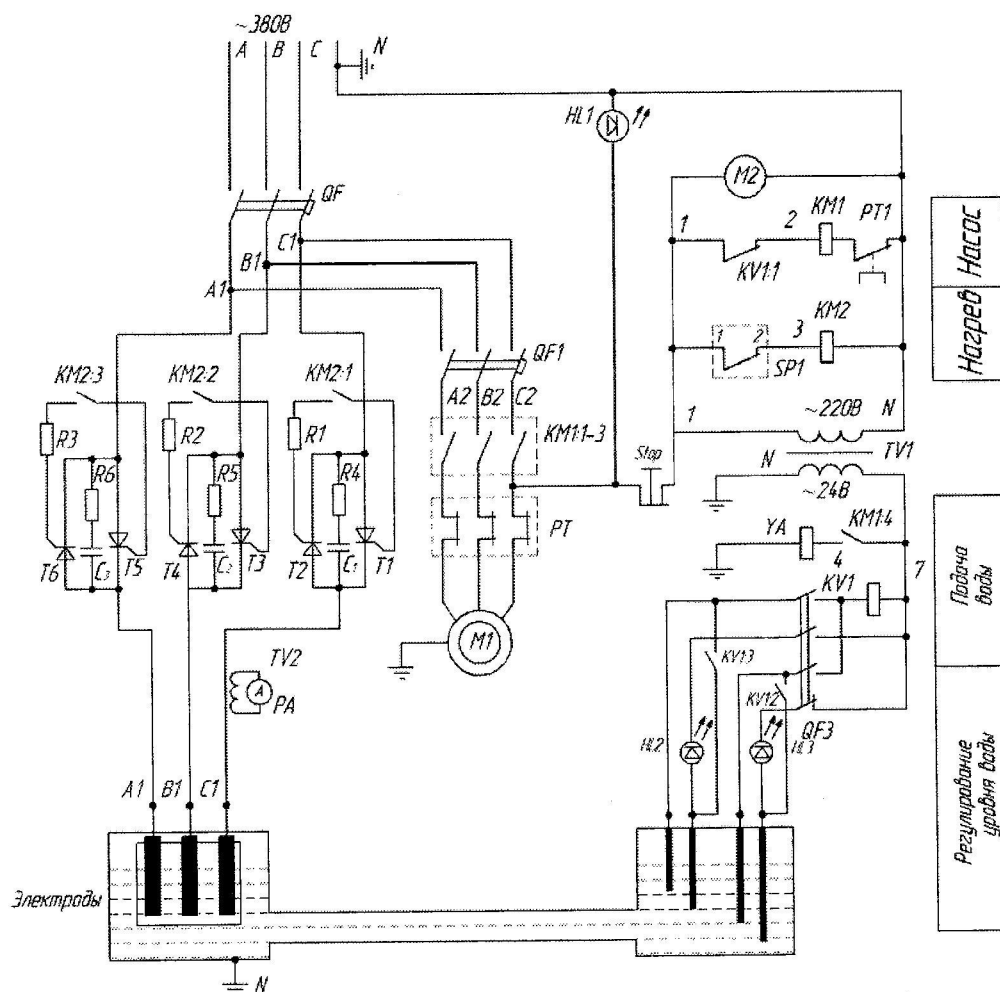 ~380В
A B C N
HL1
M2
QF
1 2 KM1 PT1
KV1:1
C1
B1
A1
1 2 3 KM2
SP1
QF1
A2 B2 C2
KM2:3 KM2:2 KM2:1
KM1:1-3
1 ~220В N
Stop
TV1
N
~24В
R3 R6 R2 R5 R1 R4
РТ
YA KM1:4
4 7
T6 C3 T5 T4 C2 T3 T2 C1 T1
KV1
M1
KV1.3
TV2
A
PA
KV1.2
QF3
HL2 HL3
A1 B1 C1
Электроды
N
Насос
Нагрев
Подача
воды
Регулирование
уровня воды